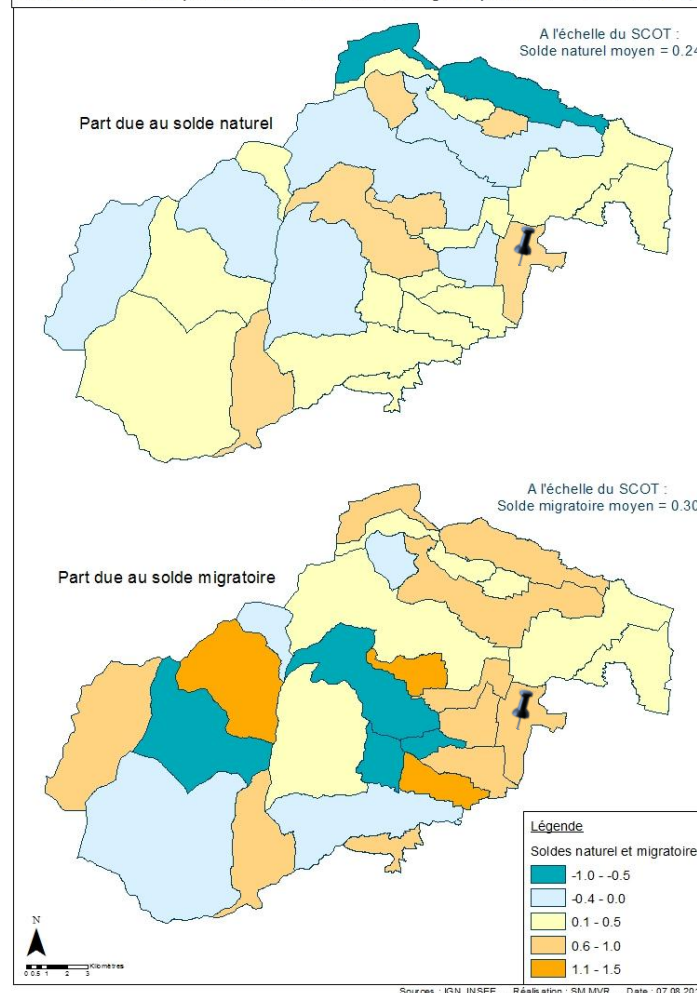 A l'échelle du SCOT :
Solde naturel moyen = 0.24
Part due au solde naturel
A l'échelle du SCOT :
Solde migratoire moyen = 0.30
Part due au solde migratoire
Légende
Soldes naturel et migratoire
-1.0 - -0.5
-0.4 - 0.0
0.1 - 0.5
0.6 - 1.0
1.1 - 1.5
N
0 0.5 1 2 3 Kilomètres
Sources : IGN, INSEE Réalisation : SM MVR Date : 07.08.20